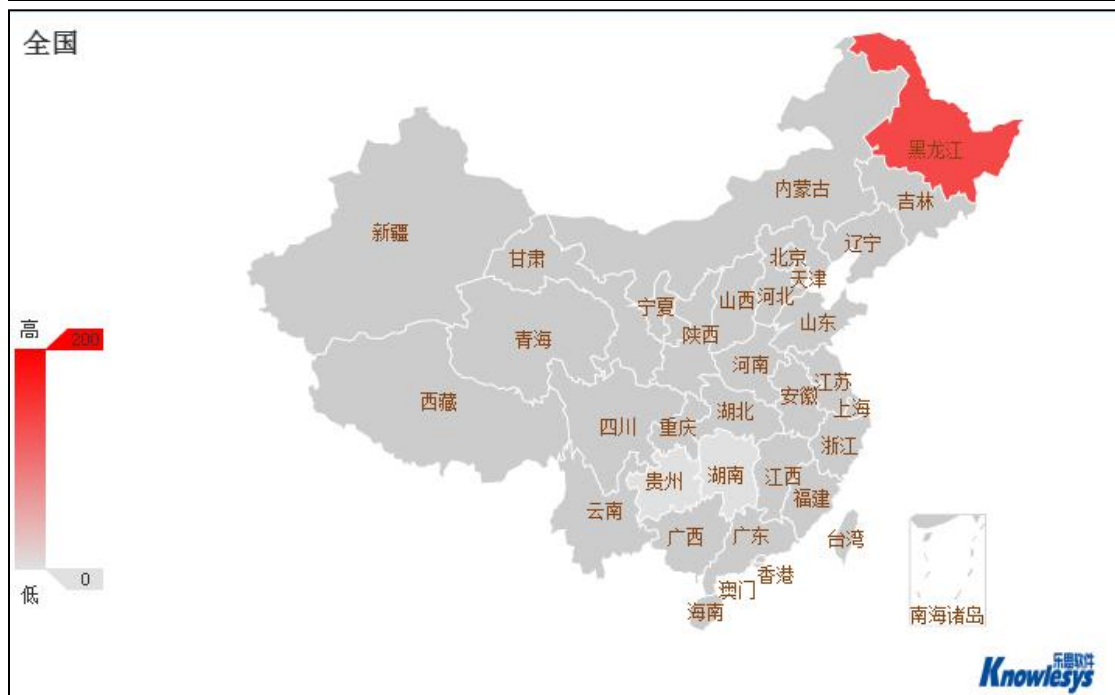 全国
黑龙江
内蒙古
吉林
新疆
辽宁
北京
甘肃
天津
宁夏
山西
河北
山东
高
200
陕西
青海
河南
江苏
安徽
西藏
上海
湖北
四川
重庆
浙江
贵州
湖南
江西
福建
云南
广西
广东
台湾
0
香港
低
澳门
海南
南海诸岛
乐思软件
Knowlesys